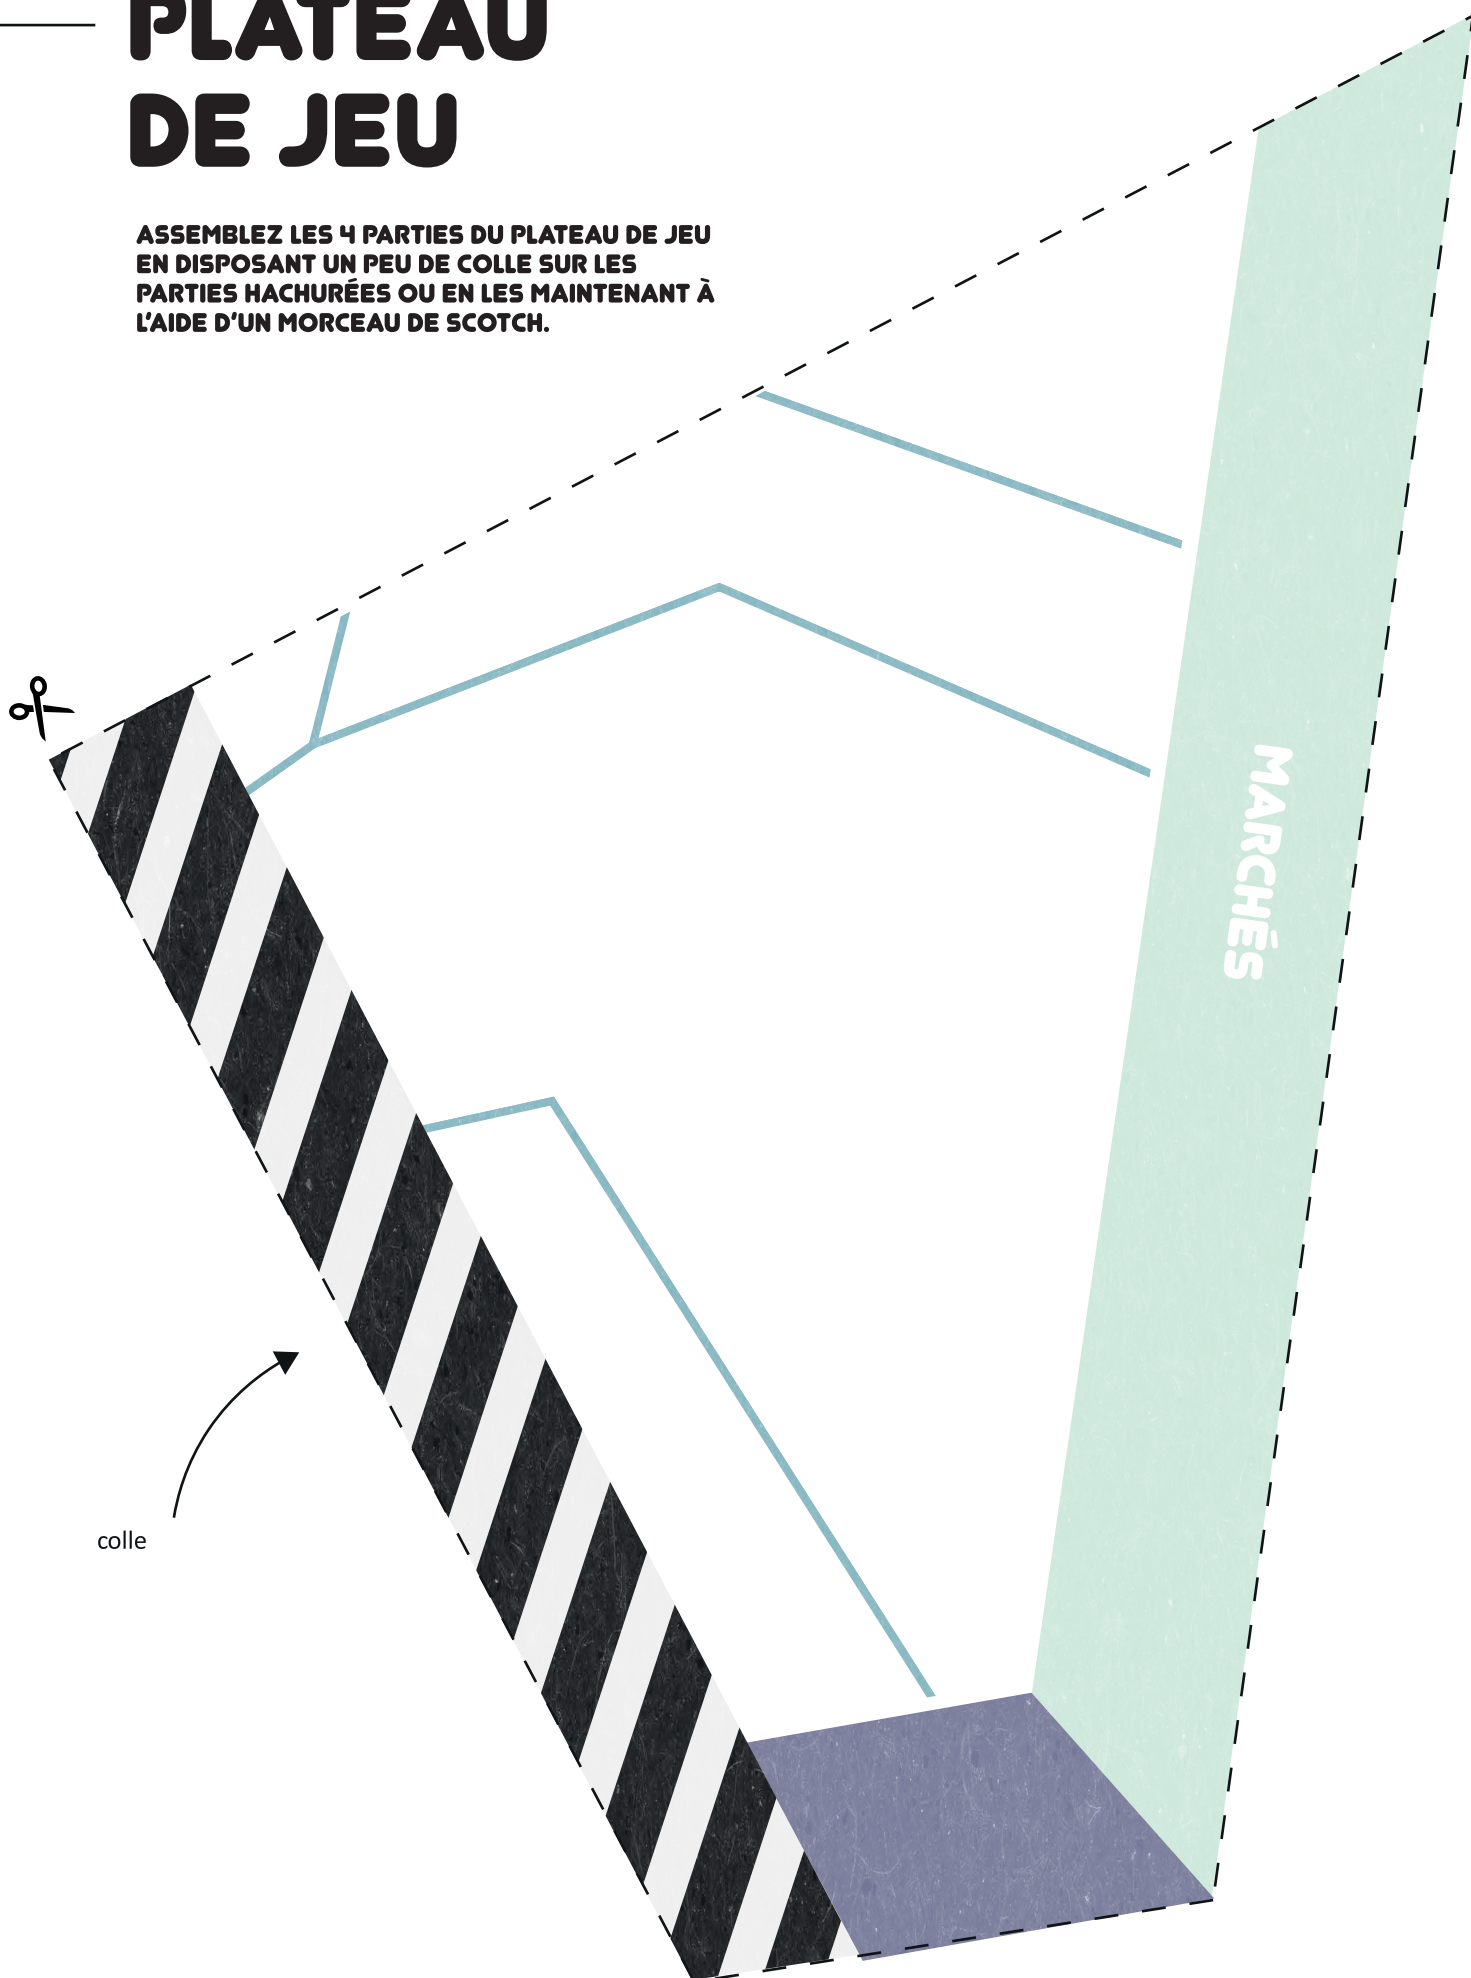 PLATEAU
DE JEU
ASSEMBLEZ LES 4 PARTIES DU PLATEAU DE JEU
EN DISPOSANT UN PEU DE COLLE SUR LES
PARTIES HACHURÉES OU EN LES MAINTENANT À
L'AIDE D'UN MORCEAU DE SCOTCH.
MARCHÉS
colle